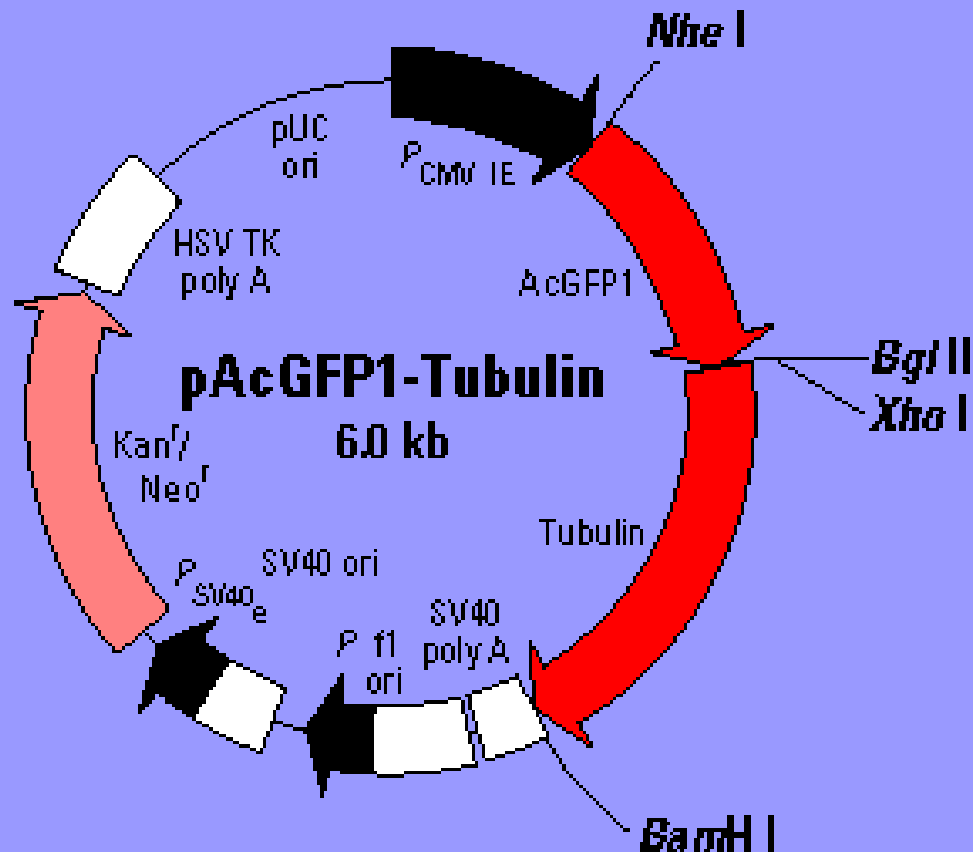 Nhe I
pUC
ori
P CMV IE
HSV TK
poly A
AcGFP1
pAcGFP1-Tubulin
6.0 kb
Bgl II
Xho I
Kanʳ/
Neoʳ
Tubulin
SV40 ori
P SV40e
SV40
poly A
P f1
ori
BamH I